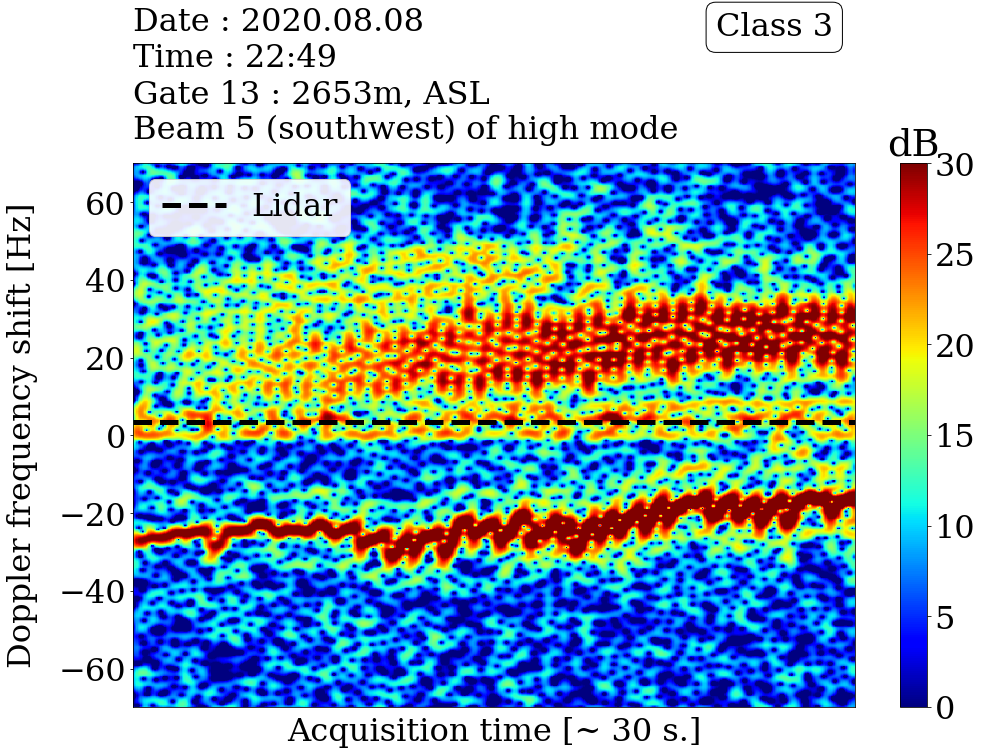 Date : 2020.08.08
Time : 22:49
Gate 13 : 2653m, ASL
Beam 5 (southwest) of high mode
Class 3
dB
Lidar
Doppler frequency shift [Hz]
60
40
20
0
−20
−40
−60
30
25
20
15
10
5
0
Acquisition time [~ 30 s.]